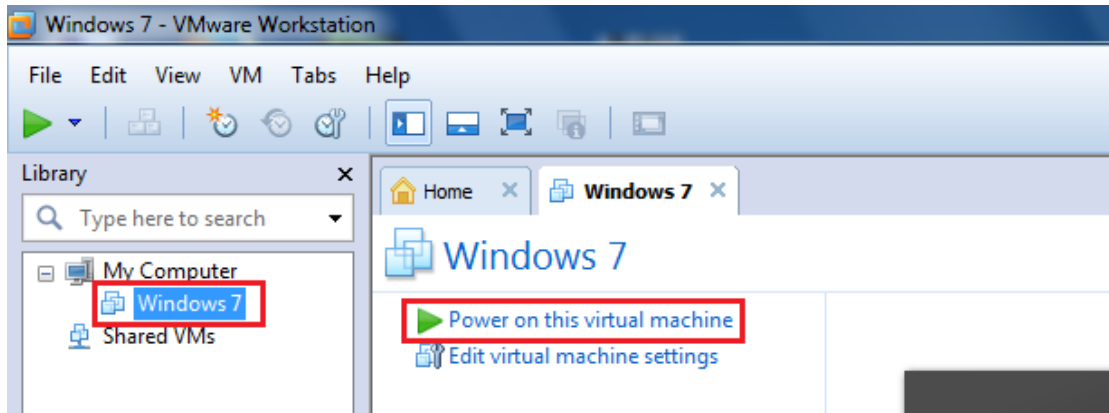 Windows 7 - VMware Workstation
File Edit View VM Tabs Help
Library
Home
Windows 7
Type here to search
Windows 7
My Computer
Windows 7
Power on this virtual machine
Shared VMs
Edit virtual machine settings